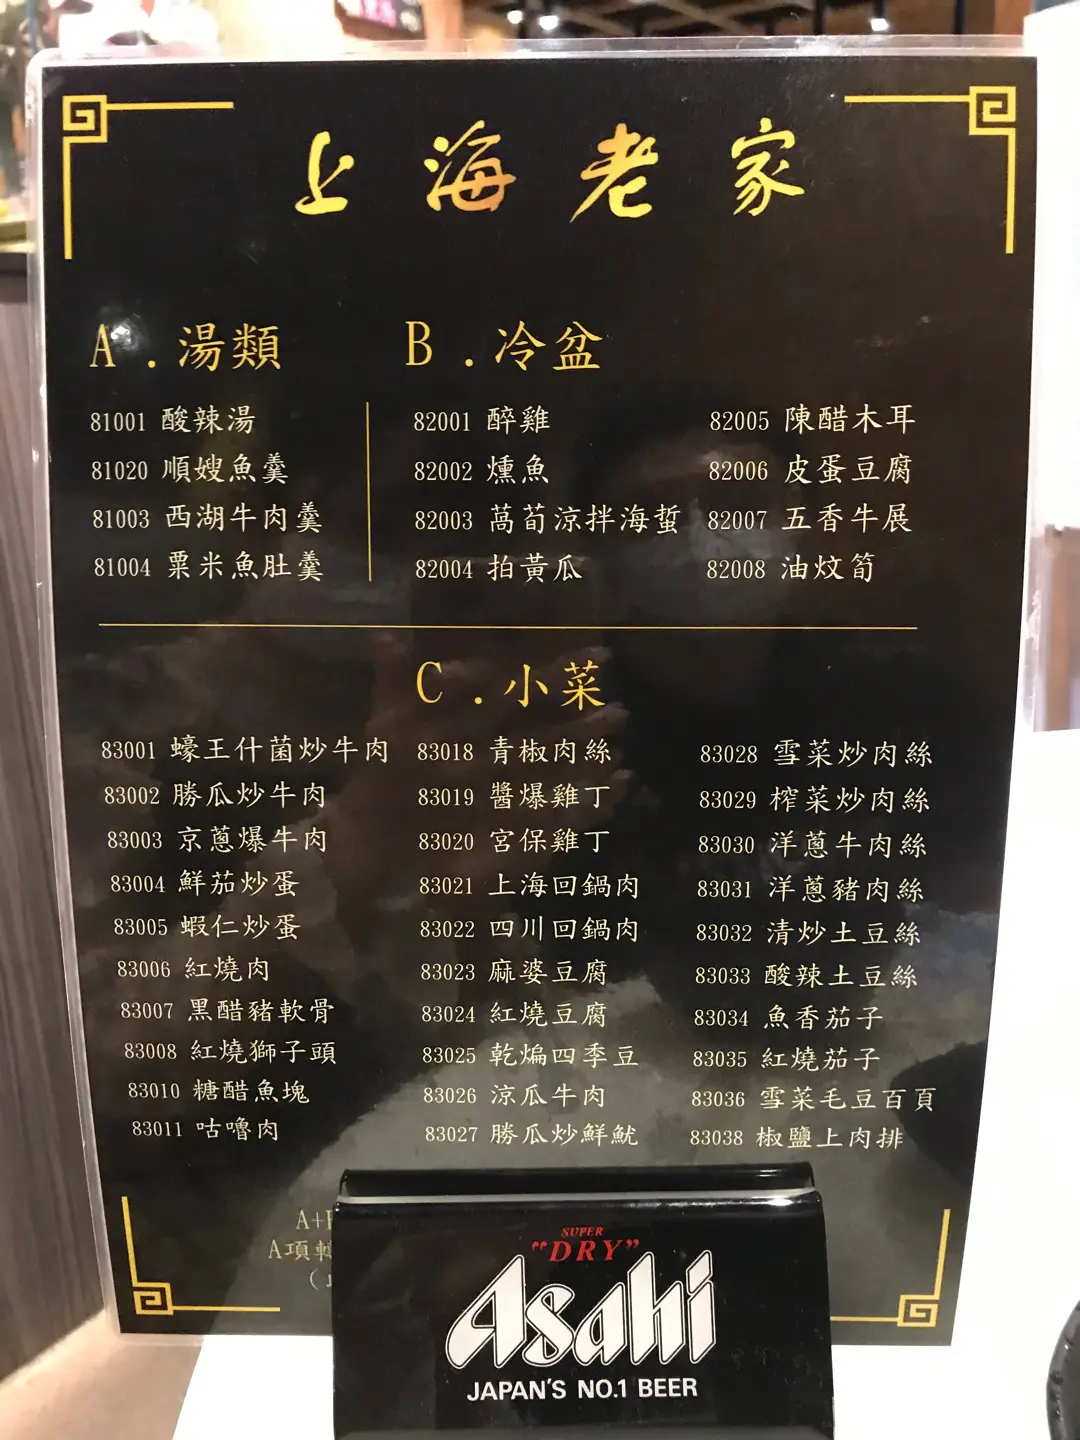 上海老家
A . 湯類
81001 酸辣湯
81020 順嫂魚羹
81003 西湖牛肉羹
81004 粟米魚肚羹
B . 冷盆
82001 醉雞
82002 燻魚
82003 萵荀涼拌海蜇
82004 拍黃瓜
82005 陳醋木耳
82006 皮蛋豆腐
82007 五香牛展
82008 油炆筍
C . 小菜
83001 蠔王什菌炒牛肉
83002 勝瓜炒牛肉
83003 京蔥爆牛肉
83004 鮮茄炒蛋
83005 蝦仁炒蛋
83006 紅燒肉
83007 黑醋豬軟骨
83008 紅燒獅子頭
83010 糖醋魚塊
83011 咕嚕肉
83018 青椒肉絲
83019 醬爆雞丁
83020 宮保雞丁
83021 上海回鍋肉
83022 四川回鍋肉
83023 麻婆豆腐
83024 紅燒豆腐
83025 乾煸四季豆
83026 涼瓜牛肉
83027 勝瓜炒鮮魷
83028 雪菜炒肉絲
83029 榨菜炒肉絲
83030 洋蔥牛肉絲
83031 洋蔥豬肉絲
83032 清炒土豆絲
83033 酸辣土豆絲
83034 魚香茄子
83035 紅燒茄子
83036 雪菜毛豆百頁
83038 椒鹽上肉排
A+
A項轉
SUPER
"DRY"
Asahi
JAPAN'S NO.1 BEER